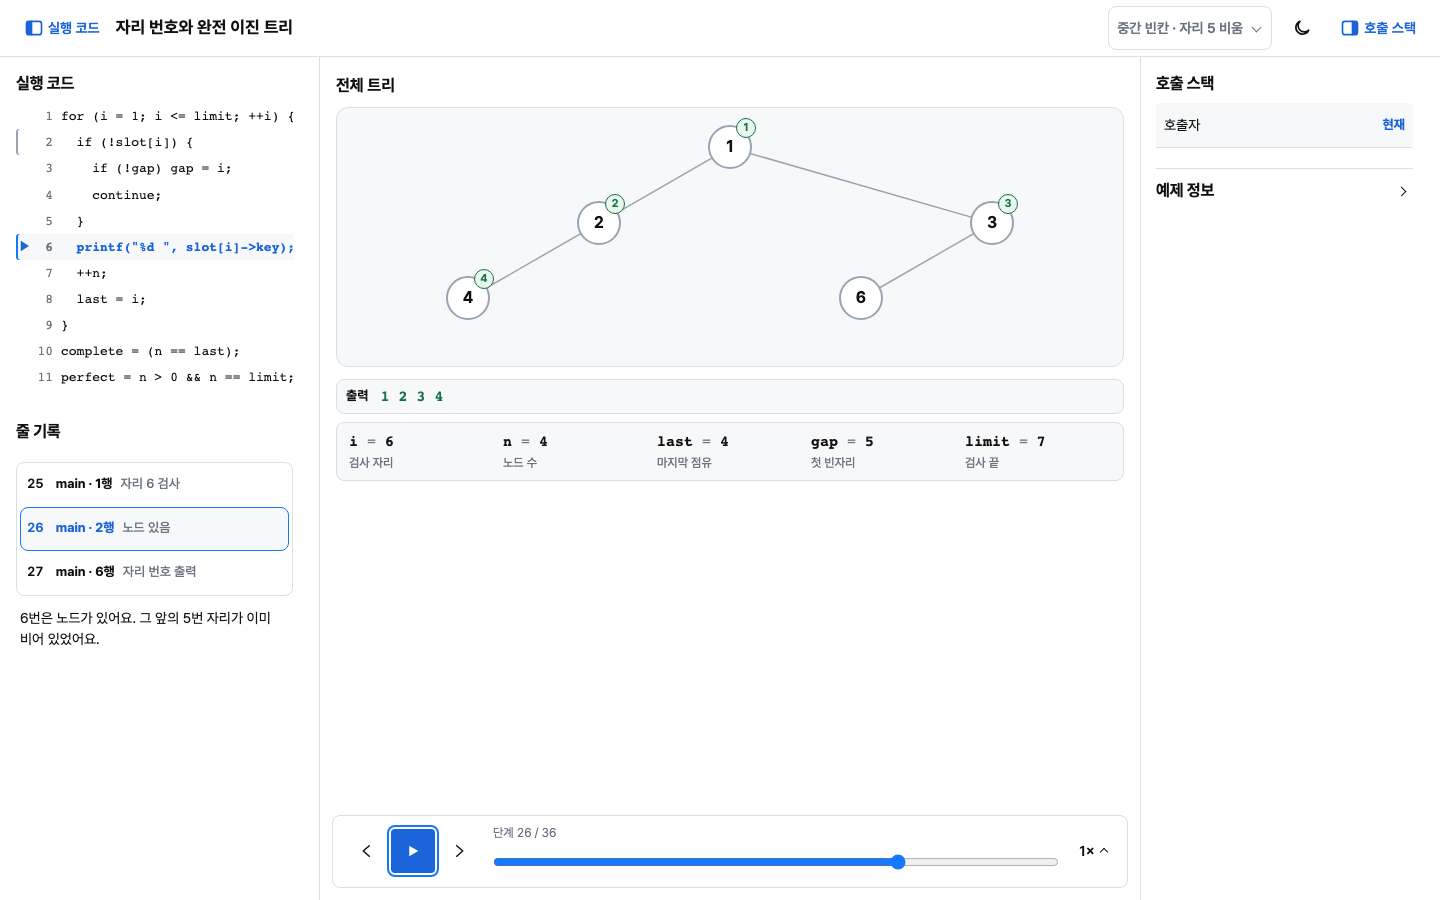 실행 코드
자리 번호와 완전 이진 트리
중간 빈칸 · 자리 5 비움
호출 스택
실행 코드
1 for (i = 1; i <= limit; ++i) {
2 if (!slot[i]) {
3 if (!gap) gap = i;
4 continue;
5 }
6 printf("%d ", slot[i]->key);
7 ++n;
8 last = i;
9 }
10 complete = (n == last);
11 perfect = n > 0 && n == limit;
줄 기록
25 main · 1행 자리 6 검사
26 main · 2행 노드 있음
27 main · 6행 자리 번호 출력
6번은 노드가 있어요. 그 앞의 5번 자리가 이미
비어 있었어요.
전체 트리
1
1
2
2
3
3
4
4
6
출력 1 2 3 4
i = 6 n = 4 last = 4 gap = 5 limit = 7
검사 자리 노드 수 마지막 점유 첫 빈자리 검사 끝
단계 26 / 36
1×
호출 스택
호출자 현재
예제 정보